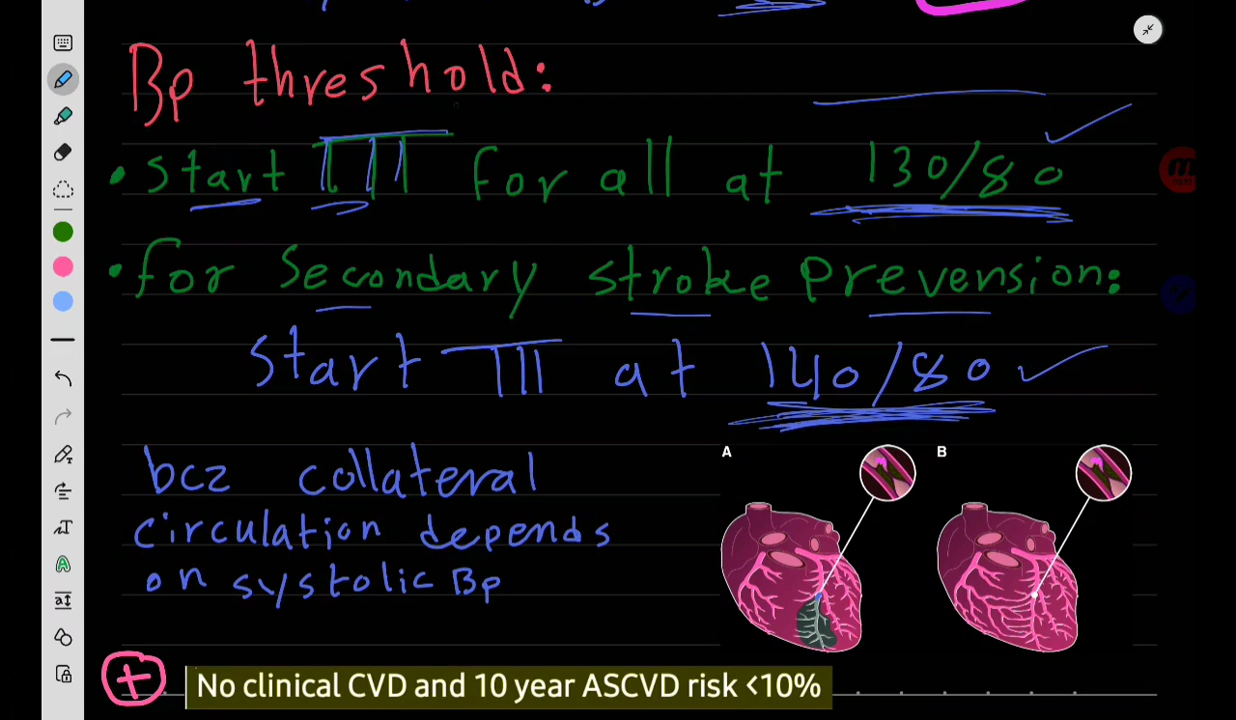 Bp threshold:
• start TTT for all at 130/80
• for Secondary stroke prevension:
start TTT at 140/80
bcz collateral
circulation depends
on systolic Bp
A
B
+ No clinical CVD and 10 year ASCVD risk <10%